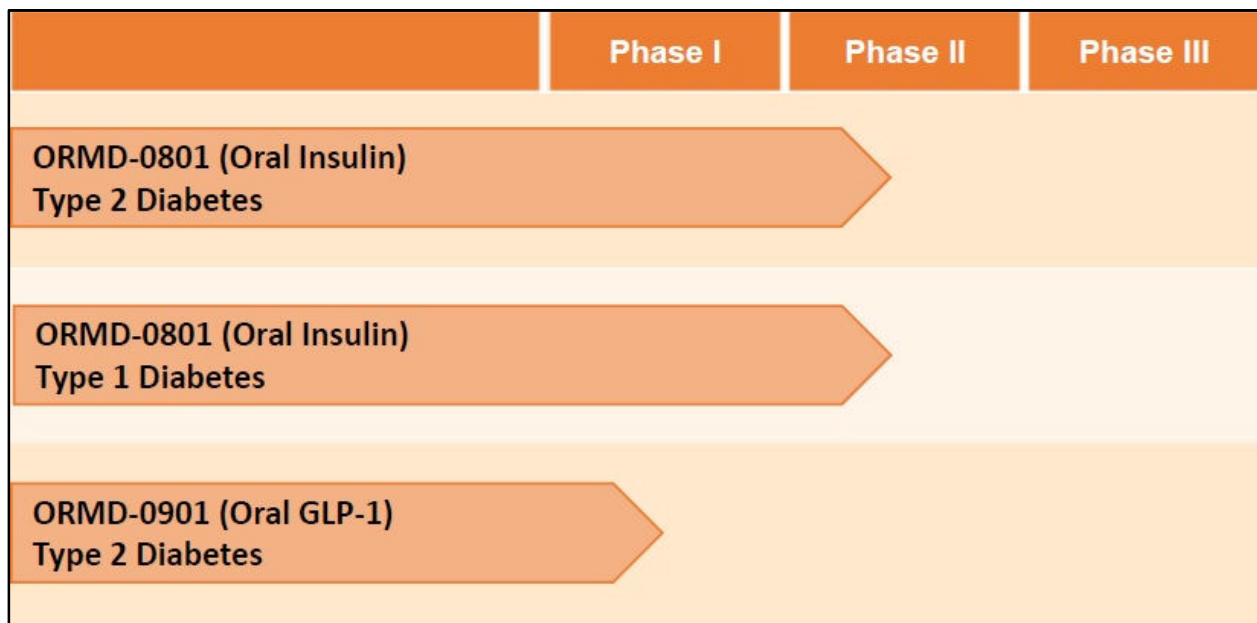 Phase I Phase II Phase III
ORMD-0801 (Oral Insulin)
Type 2 Diabetes
ORMD-0801 (Oral Insulin)
Type 1 Diabetes
ORMD-0901 (Oral GLP-1)
Type 2 Diabetes